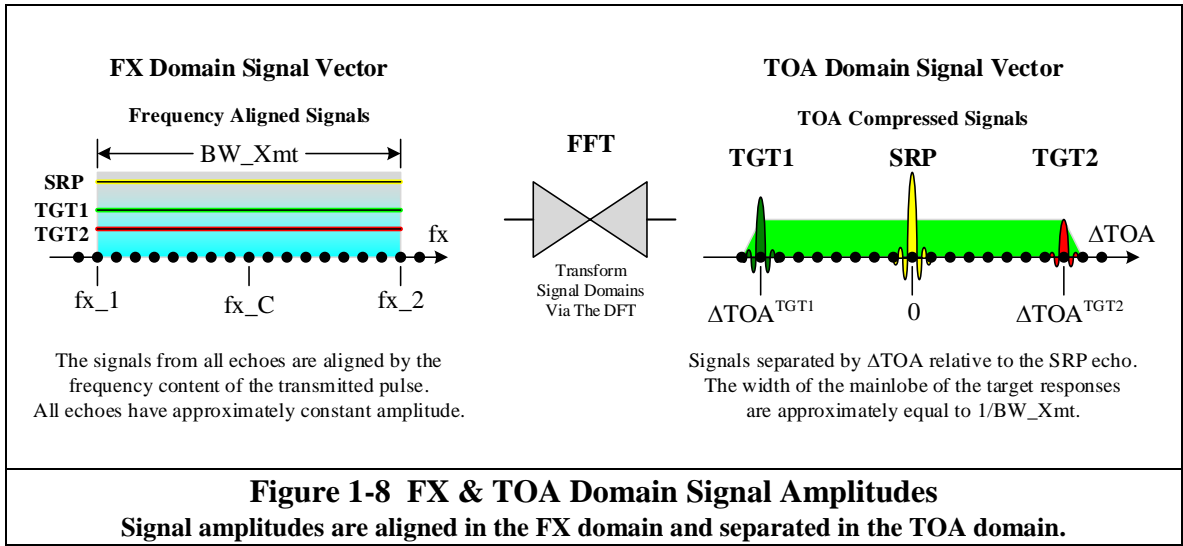 FX Domain Signal Vector
Frequency Aligned Signals
BW_Xmt
SRP
TGT1
TGT2
fx
fx_1
fx_C
fx_2
The signals from all echoes are aligned by the
frequency content of the transmitted pulse.
All echoes have approximately constant amplitude.
FFT
Transform
Signal Domains
Via The DFT
TOA Domain Signal Vector
TOA Compressed Signals
TGT1 SRP TGT2
ΔTOA
ΔTOA^TGT1 0 ΔTOA^TGT2
Signals separated by ΔTOA relative to the SRP echo.
The width of the mainlobe of the target responses
are approximately equal to 1/BW_Xmt.
Figure 1-8 FX & TOA Domain Signal Amplitudes
Signal amplitudes are aligned in the FX domain and separated in the TOA domain.